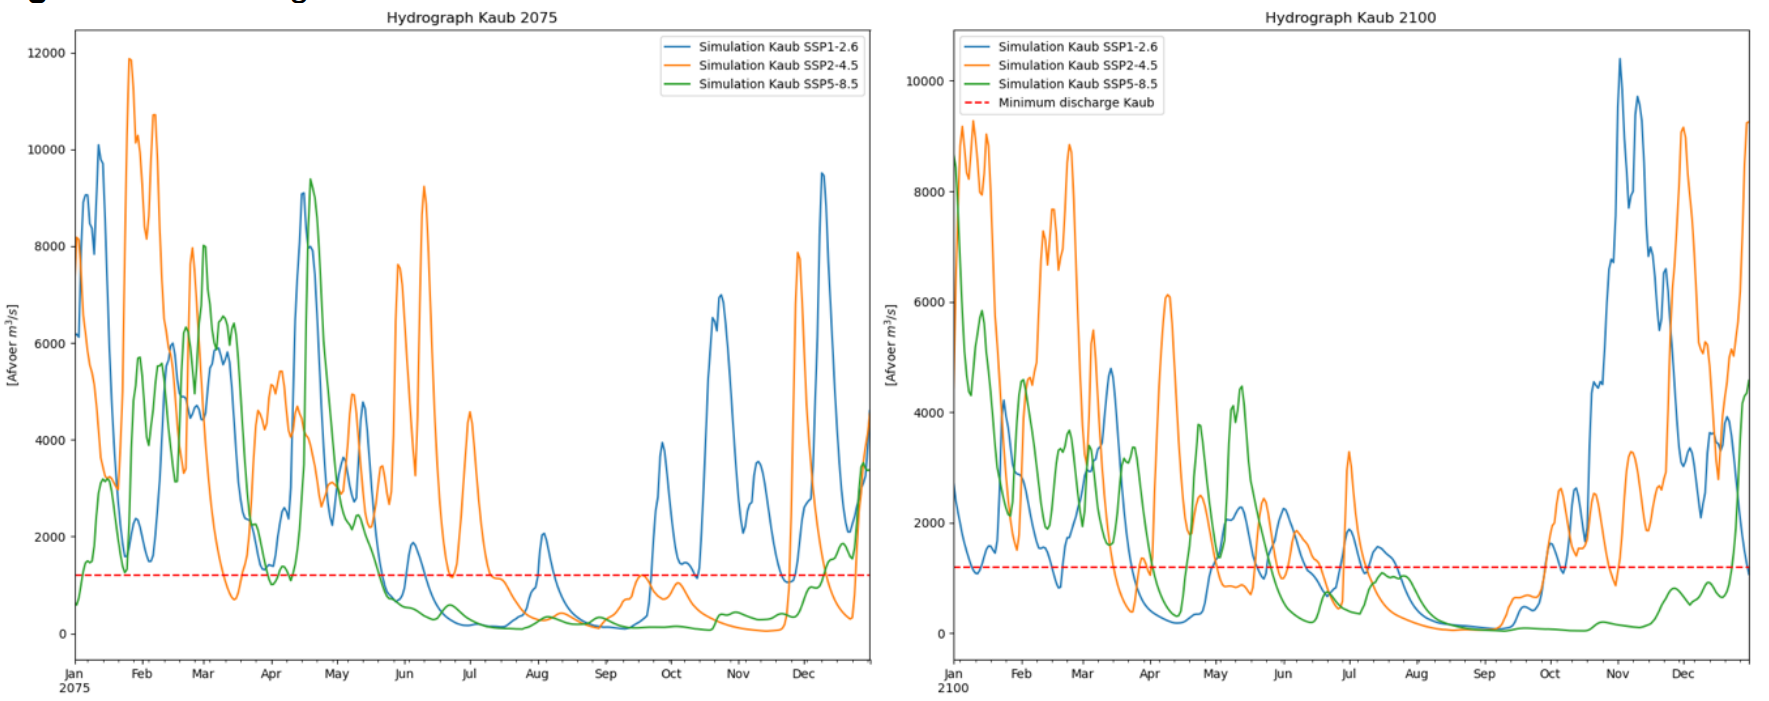 Hydrograph Kaub 2075
Simulation Kaub SSP1-2.6
Simulation Kaub SSP2-4.5
Simulation Kaub SSP5-8.5
[Afvoer m³/s]
12000
10000
8000
6000
4000
2000
0
Jan Feb Mar Apr May Jun Jul Aug Sep Oct Nov Dec
2075
Hydrograph Kaub 2100
Simulation Kaub SSP1-2.6
Simulation Kaub SSP2-4.5
Simulation Kaub SSP5-8.5
Minimum discharge Kaub
[Afvoer m³/s]
10000
8000
6000
4000
2000
0
Jan Feb Mar Apr May Jun Jul Aug Sep Oct Nov Dec
2100